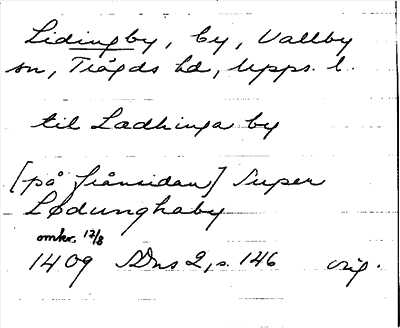 Lidingby, by, Vallby
sn, Trögds hd, Upps. l.
til Ladhinga by
[på frånsidan] Super
Lødunghaby
omkr. 17/8
1409 SDns 2, s. 146 orig.